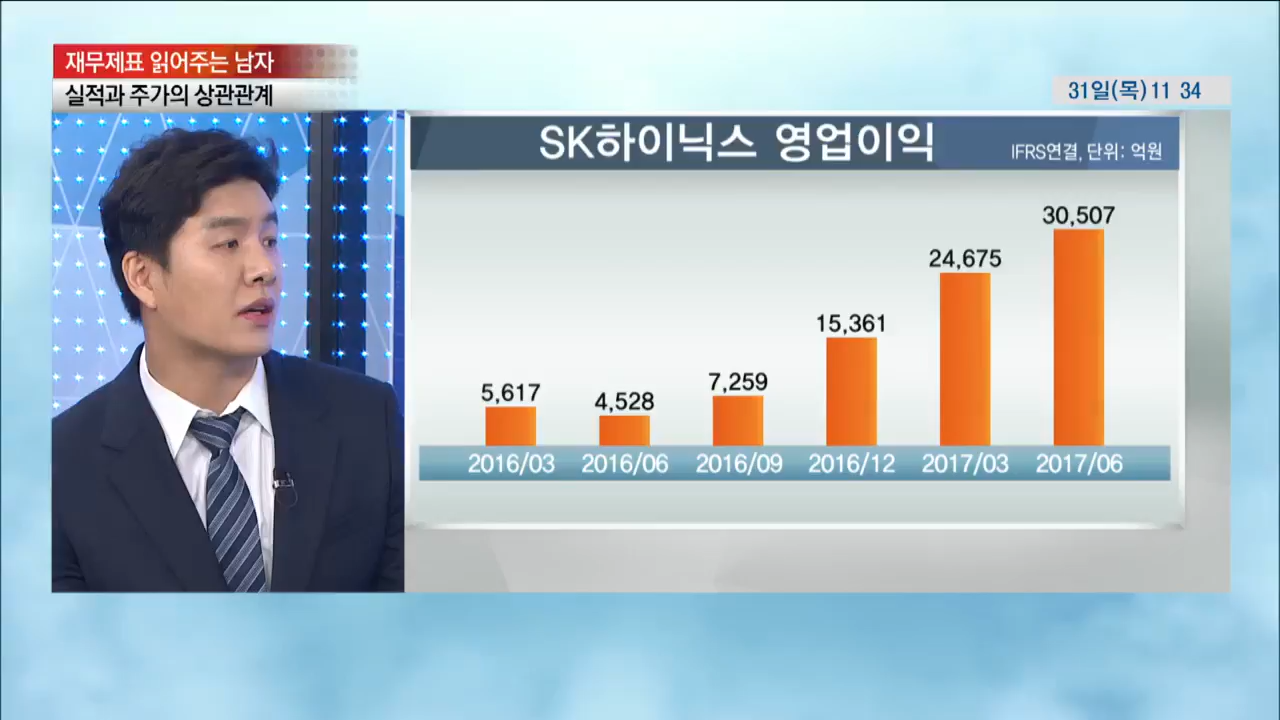 재무제표 읽어주는 남자
실적과 주가의 상관관계
31일(목) 11 34
SK하이닉스 영업이익
IFRS연결, 단위: 억원
5,617
4,528
7,259
15,361
24,675
30,507
2016/03 2016/06 2016/09 2016/12 2017/03 2017/06